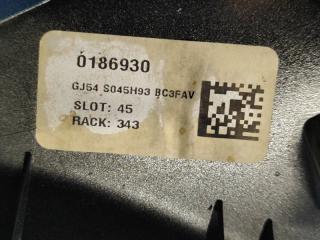 0186930
GJ54 S045H93 BC3FAV
SLOT: 45
RACK: 343